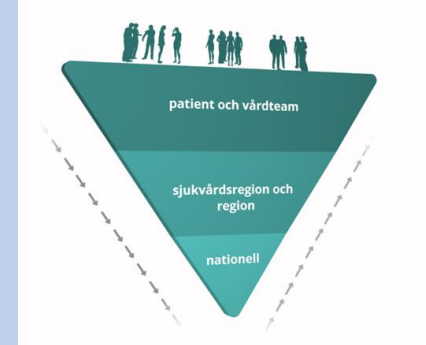 patient och vårdteam
sjukvårdsregion och
region
nationell